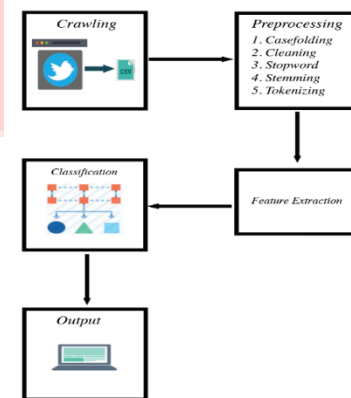 Crawling
CSV
Preprocessing
1. Casefolding
2. Cleaning
3. Stopword
4. Stemming
5. Tokenizing
Feature Extraction
Classification
Output